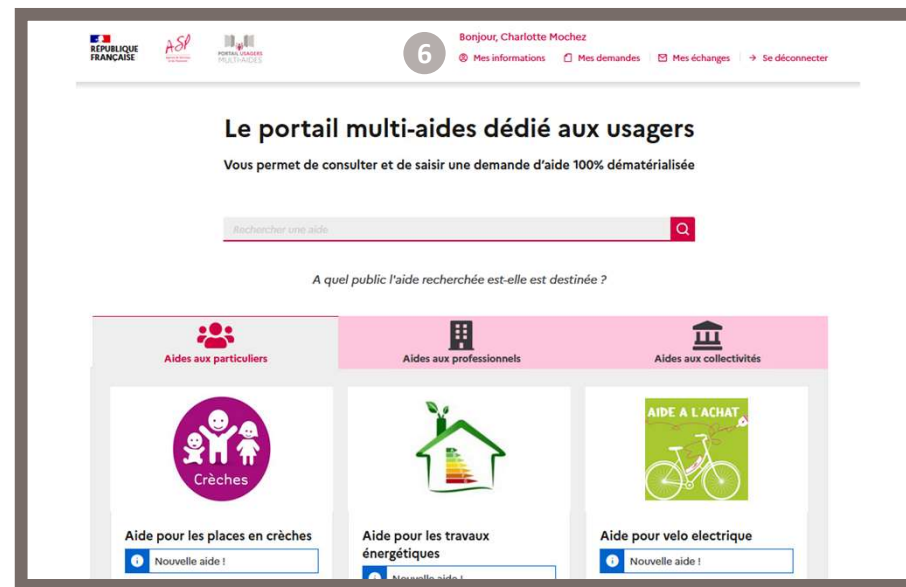 RÉPUBLIQUE
FRANÇAISE
ASP
PORTAIL USAGERS
MULTI-AIDES
6
Bonjour, Charlotte Mochez
Mes informations
Mes demandes
Mes échanges
Se déconnecter
Le portail multi-aides dédié aux usagers
Vous permet de consulter et de saisir une demande d'aide 100% dématérialisée
Rechercher une aide
A quel public l'aide recherchée est-elle est destinée ?
Aides aux particuliers
Aides aux professionnels
Aides aux collectivités
Crèches
AIDE A L'ACHAT
Aide pour les places en crèches
Nouvelle aide !
Aide pour les travaux
énergétiques
Nouvelle aide !
Aide pour velo electrique
Nouvelle aide !